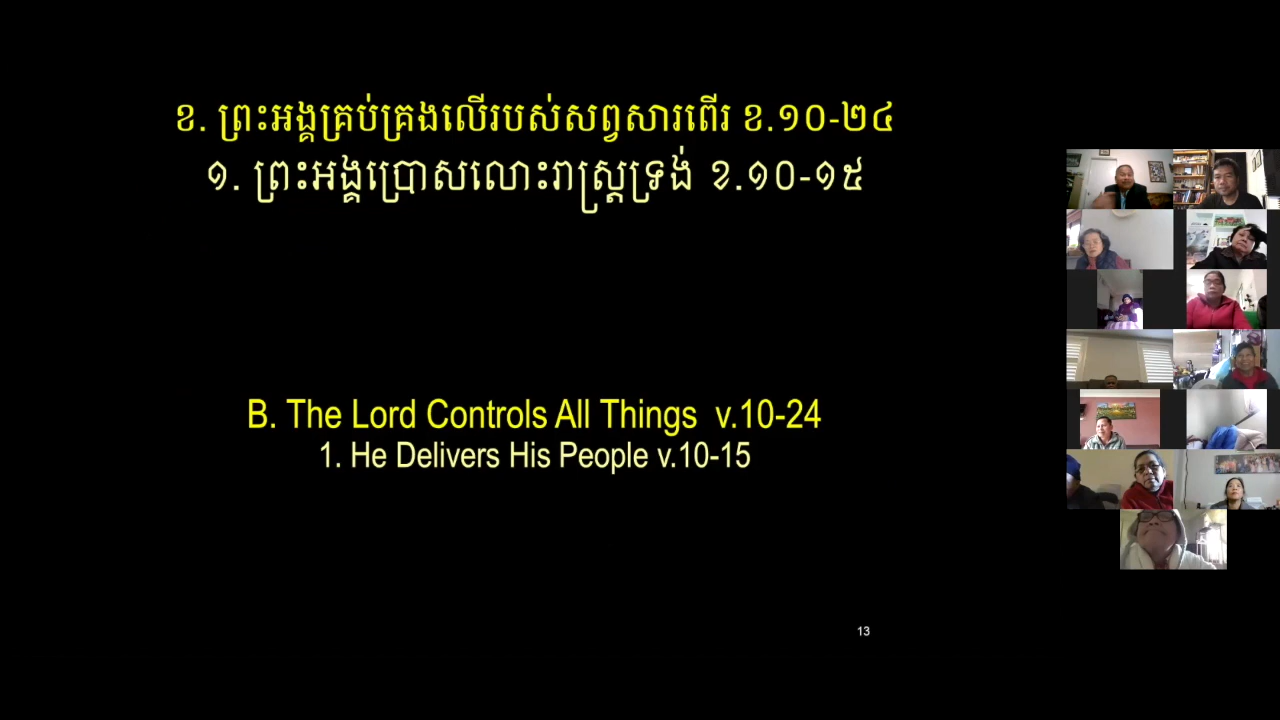 ខ. ព្រះអង្គគ្រប់គ្រងលើរបស់សព្វសារពើរ ខ.១០-២៤
១. ព្រះអង្គប្រោសលោះរាស្ត្រទ្រង់ ខ.១០-១៥
B. The Lord Controls All Things v.10-24
1. He Delivers His People v.10-15
13